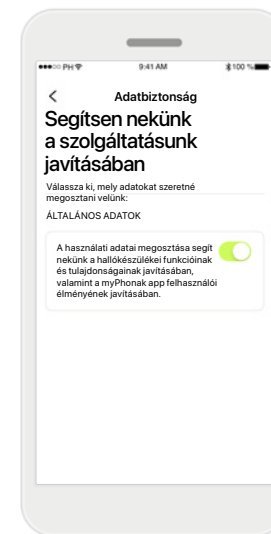 PH 9:41 AM 100 %
Adatbiztonság
Segítsen nekünk
a szolgáltatásunk
javításában
Válassza ki, mely adatokat szeretné
megosztani velünk:
ÁLTALÁNOS ADATOK
A használati adatai megosztása segít
nekünk a hallókészülékei funkcióinak
és tulajdonságainak javításában,
valamint a myPhonak app felhasználói
élményének javításában.